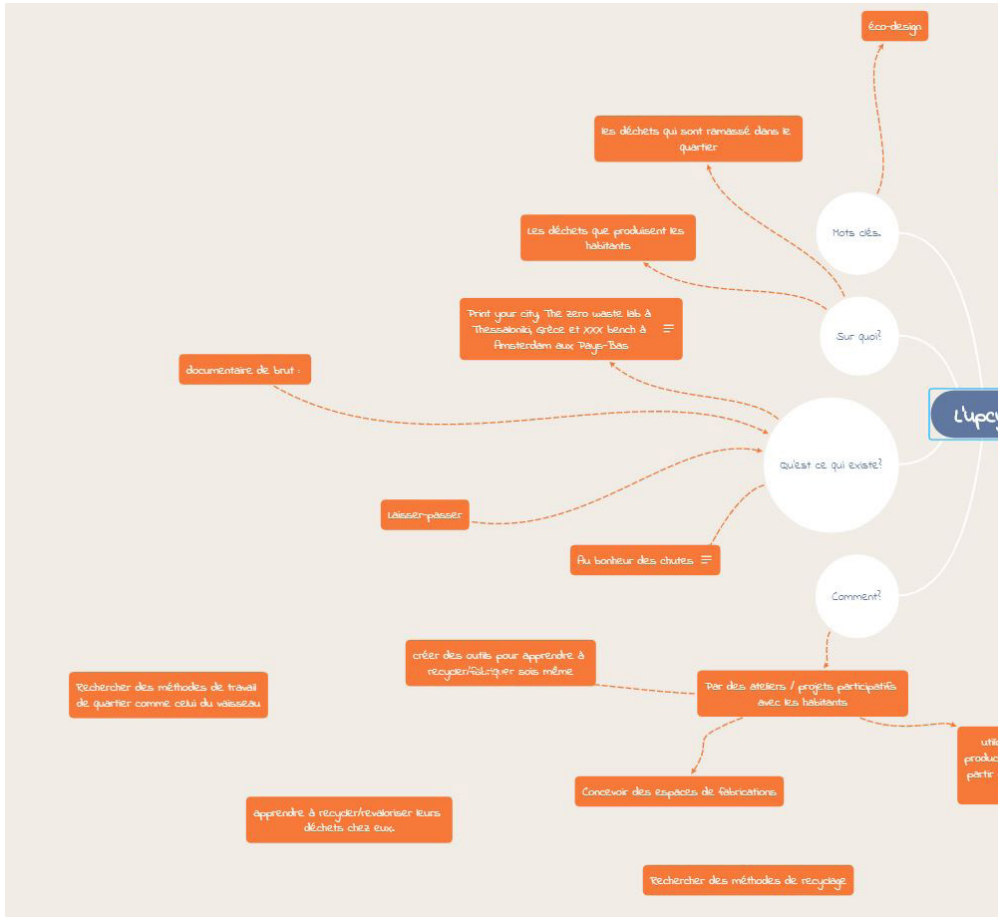 éco-design
les déchets qui sont ramassé dans le
quartier
Mots clés.
Les déchets que produisent les
habitants
Sur quoi?
Print your city, The zero waste lab à
Thessaloniki, Grèce et XXX bench à
Amsterdam aux Pays-Bas
documentaire de brut :
L'upcy
Qu'est ce qui existe?
Laisser-passer
Au bonheur des chutes
Comment?
créer des outils pour apprendre à
recycler/fabriquer sois même
Rechercher des méthodes de travail
de quartier comme celui du vaisseau
Par des ateliers / projets participatifs
avec les habitants
utili
produc
partir
Concevoir des espaces de fabrications
apprendre à recycler/revaloriser leurs
déchets chez eux.
Rechercher des méthodes de recyclage